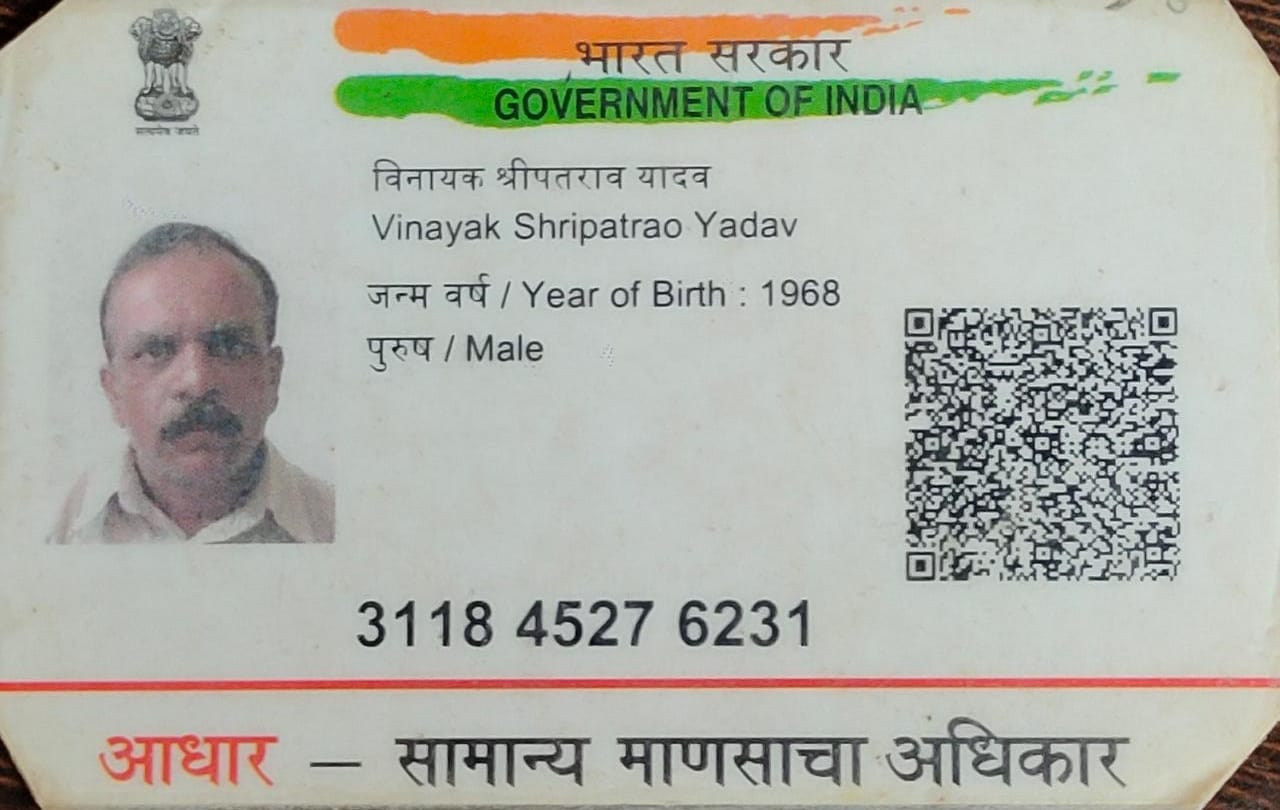 भारत सरकार
GOVERNMENT OF INDIA
सत्यमेव जयते
विनायक श्रीपतराव यादव
Vinayak Shripatrao Yadav
जन्म वर्ष / Year of Birth : 1968
पुरुष / Male
3118 4527 6231
आधार — सामान्य माणसाचा अधिकार